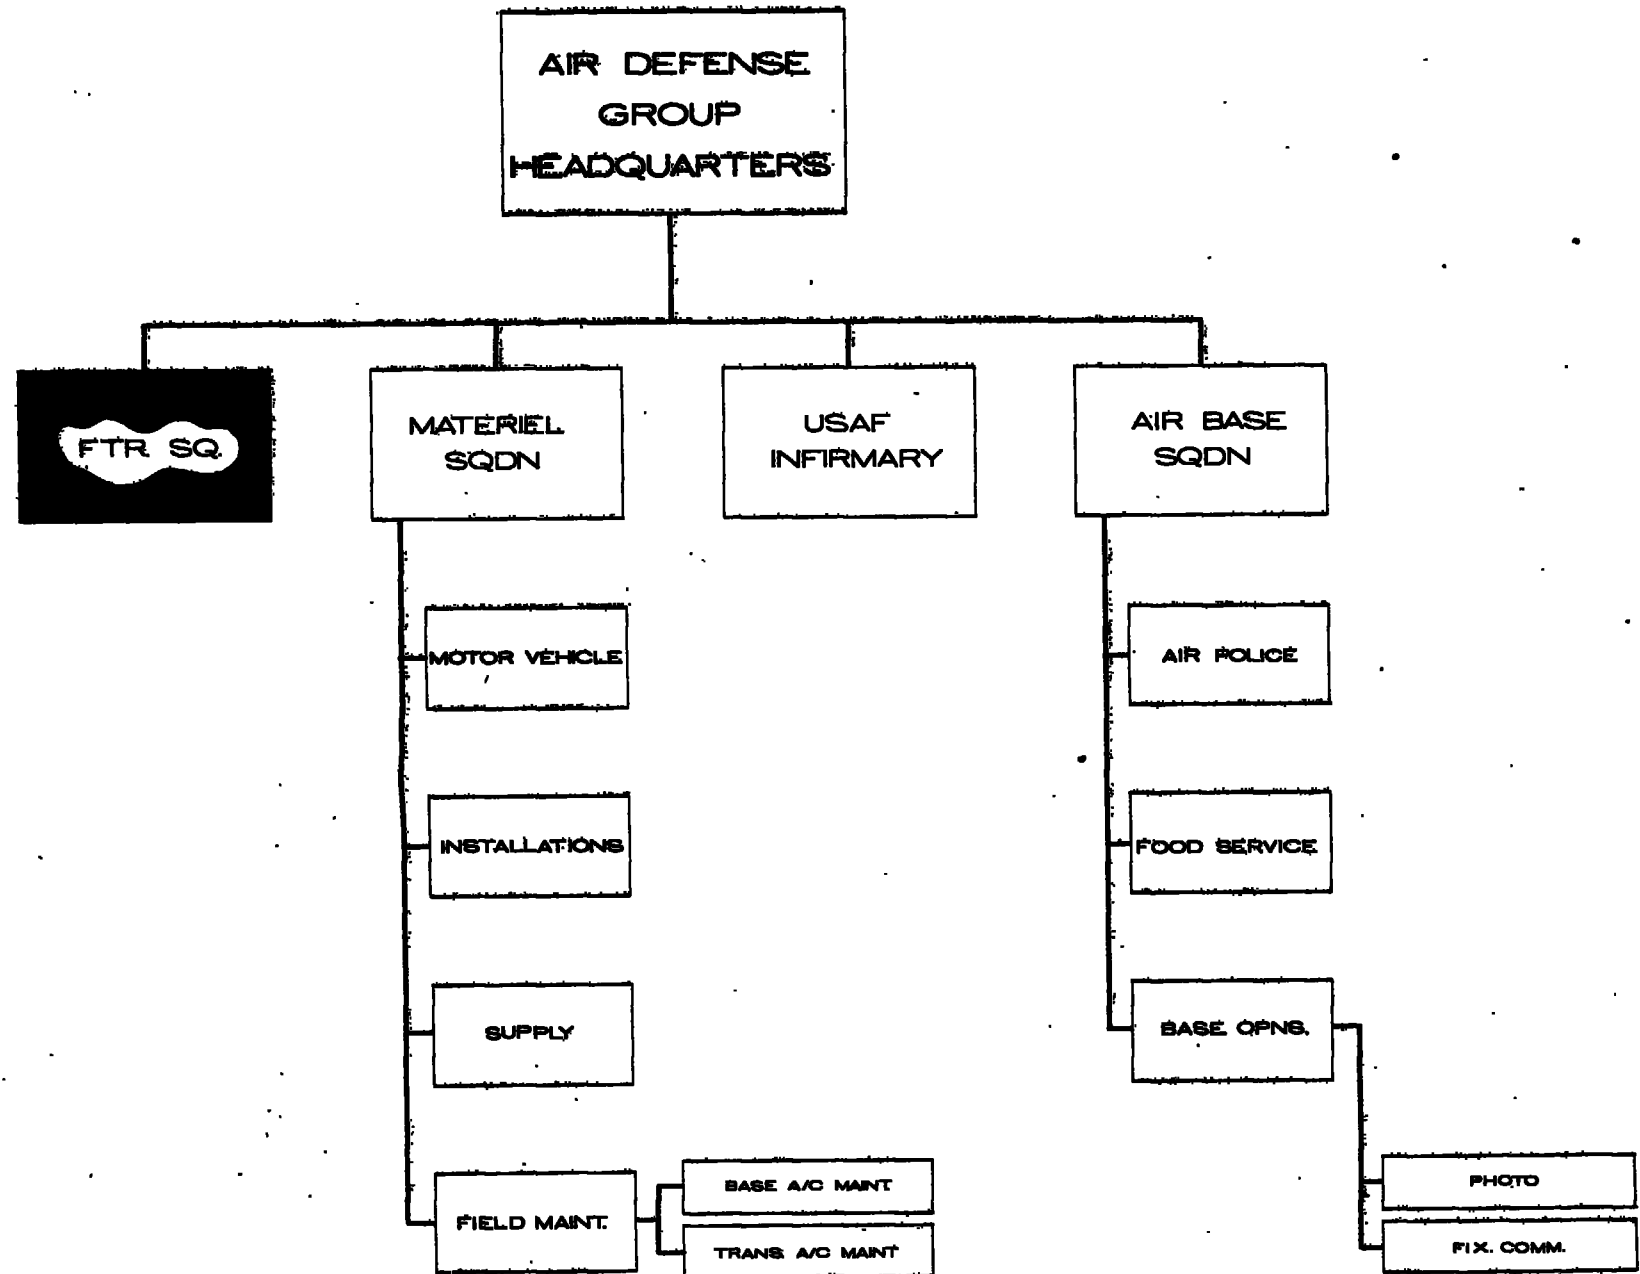 AIR DEFENSE
GROUP
HEADQUARTERS
FTR. SQ.
MATERIEL
SQDN
USAF
INFIRMARY
AIR BASE
SQDN
MOTOR VEHICLE
INSTALLATIONS
SUPPLY
FIELD MAINT.
BASE A/C MAINT
TRANS. A/C MAINT
AIR POLICE
FOOD SERVICE
BASE OPNS.
PHOTO
FIX. COMM.